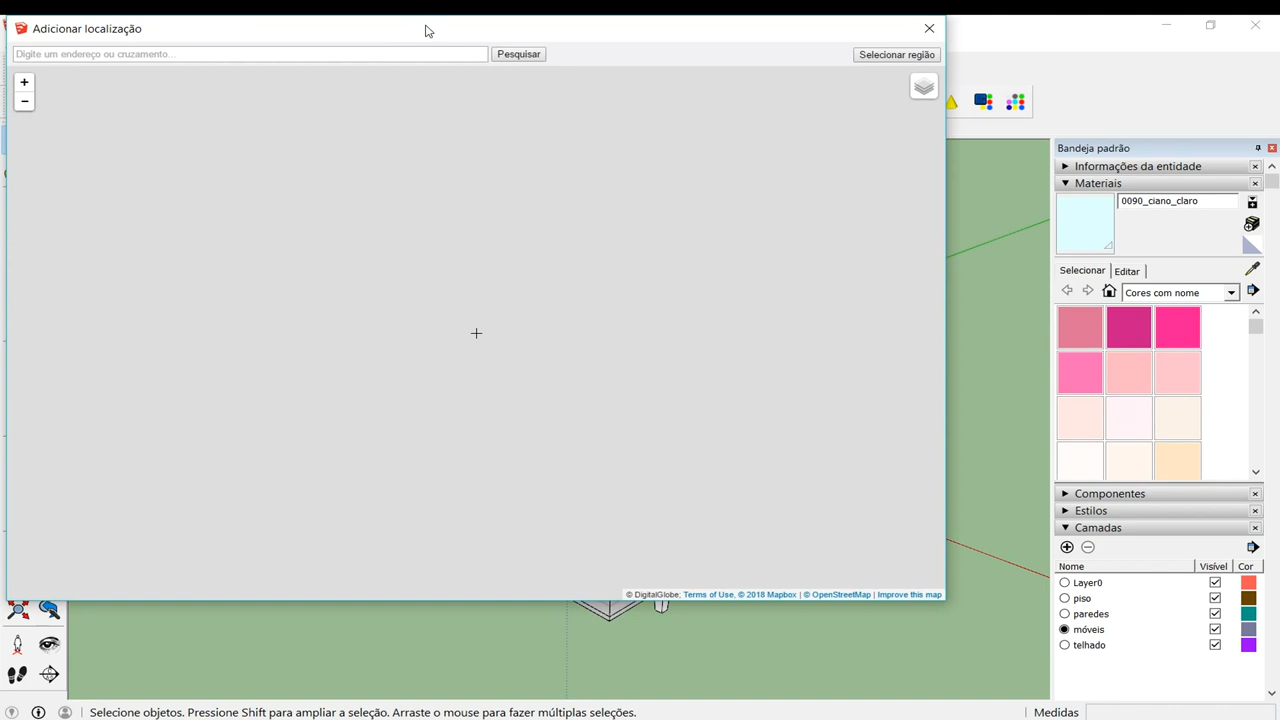 Adicionar localização
Digite um endereço ou cruzamento...
Pesquisar
Selecionar região
+
−
© DigitalGlobe; Terms of Use, © 2018 Mapbox | © OpenStreetMap | Improve this map
Bandeja padrão
Informações da entidade
Materiais
0090_ciano_claro
Selecionar
Editar
Cores com nome
Componentes
Estilos
Camadas
Nome Visível Cor
Layer0
piso
paredes
móveis
telhado
Selecione objetos. Pressione Shift para ampliar a seleção. Arraste o mouse para fazer múltiplas seleções.
Medidas